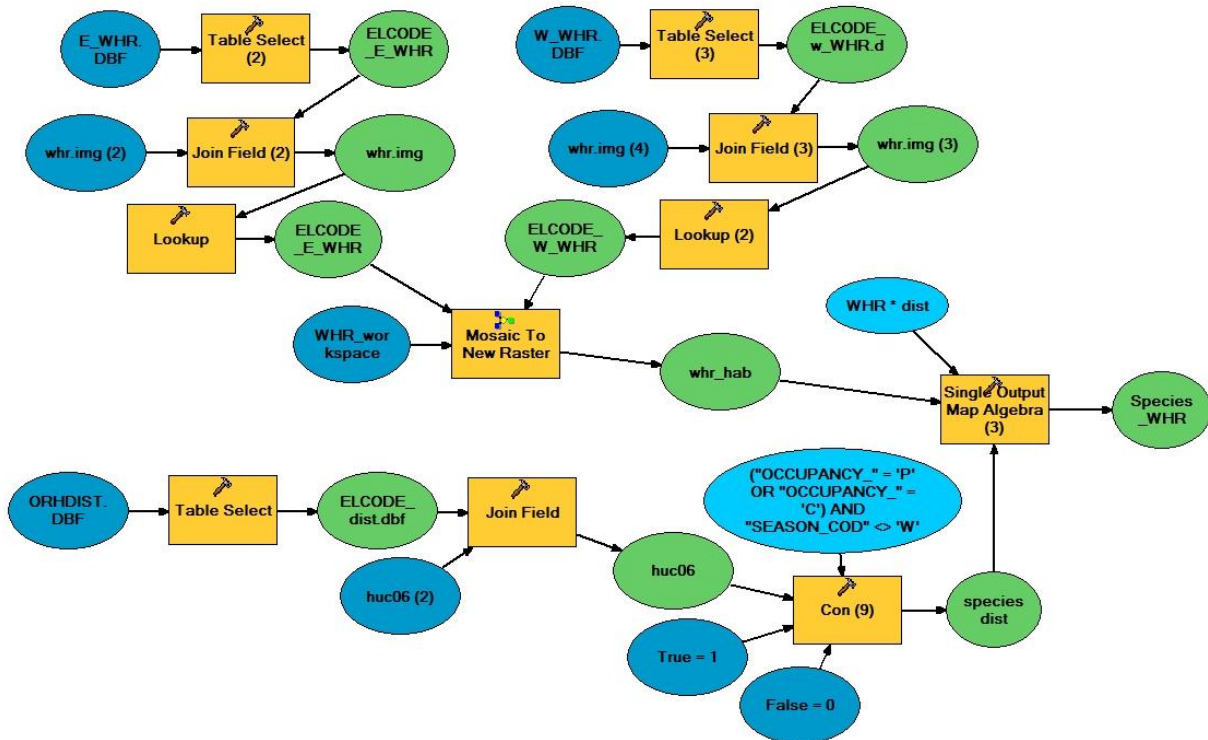 E_WHR.
DBF
Table Select
(2)
ELCODE
_E_WHR
W_WHR.
DBF
Table Select
(3)
ELCODE_
w_WHR.d
whr.img (2)
Join Field (2)
whr.img
whr.img (4)
Join Field (3)
whr.img (3)
Lookup
ELCODE
_E_WHR
ELCODE_
W_WHR
Lookup (2)
WHR_wor
kspace
Mosaic To
New Raster
whr_hab
WHR * dist
Single Output
Map Algebra
(3)
Species
_WHR
ORHDIST.
DBF
Table Select
ELCODE_
dist.dbf
Join Field
huc06 (2)
huc06
("OCCUPANCY_" = 'P'
OR "OCCUPANCY_" =
'C') AND
"SEASON_COD" <> 'W'
Con (9)
species
dist
True = 1
False = 0